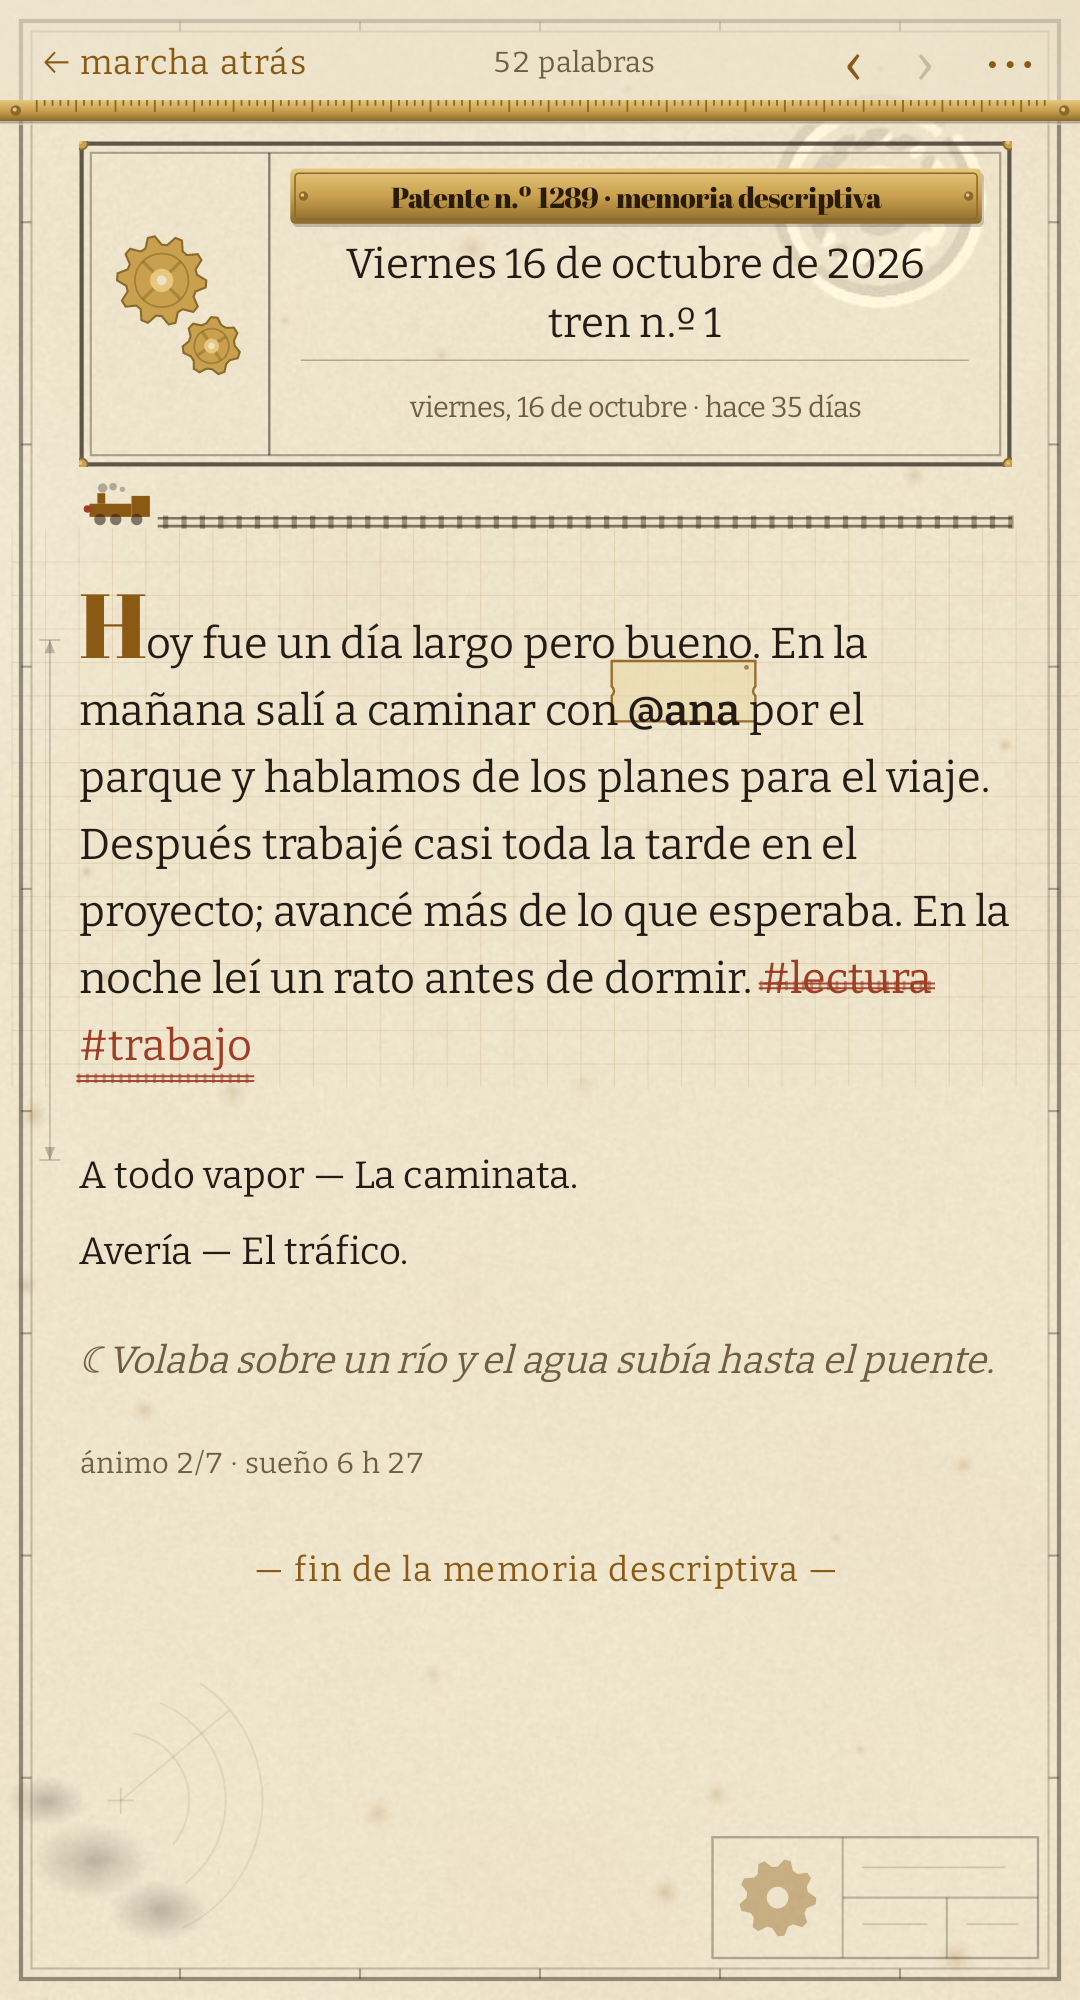 ← marcha atrás 52 palabras ‹ › •••
Patente n.º 1289 · memoria descriptiva
Viernes 16 de octubre de 2026
tren n.º 1
viernes, 16 de octubre · hace 35 días
Hoy fue un día largo pero bueno. En la
mañana salí a caminar con @ana por el
parque y hablamos de los planes para el viaje.
Después trabajé casi toda la tarde en el
proyecto; avancé más de lo que esperaba. En la
noche leí un rato antes de dormir. #lectura
#trabajo
A todo vapor — La caminata.
Avería — El tráfico.
☾ Volaba sobre un río y el agua subía hasta el puente.
ánimo 2/7 · sueño 6 h 27
— fin de la memoria descriptiva —